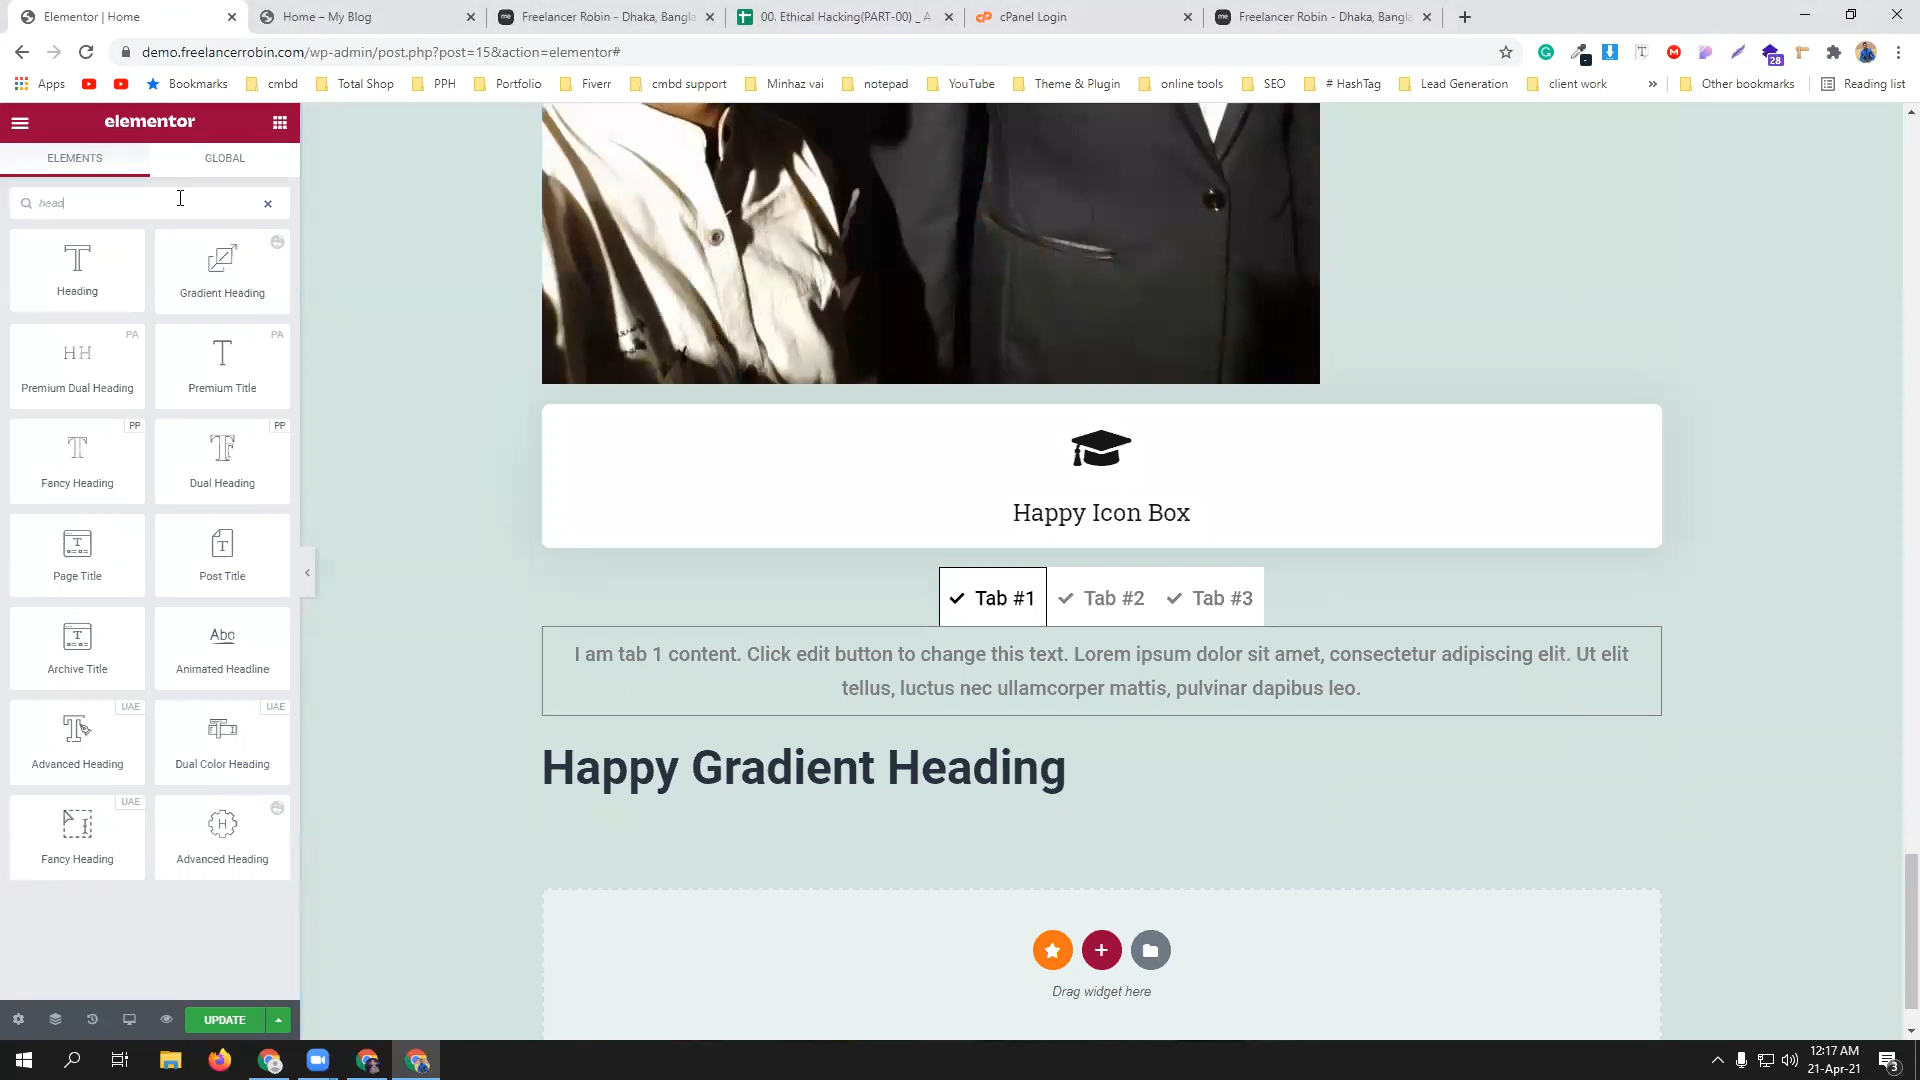 Elementor | Home
Home – My Blog
Freelancer Robin - Dhaka, Bangla
00. Ethical Hacking(PART-00) _ A
cPanel Login
Freelancer Robin - Dhaka, Bangla
demo.freelancerrobin.com/wp-admin/post.php?post=15&action=elementor#
28
Apps
Bookmarks
cmbd
Total Shop
PPH
Portfolio
Fiverr
cmbd support
Minhaz vai
notepad
YouTube
Theme & Plugin
online tools
SEO
# HashTag
Lead Generation
client work
»
Other bookmarks
Reading list
elementor
ELEMENTS
GLOBAL
head
Heading
Gradient Heading
PA
Premium Dual Heading
PA
Premium Title
PP
Fancy Heading
PP
Dual Heading
Page Title
Post Title
Archive Title
Abc
Animated Headline
UAE
Advanced Heading
UAE
Dual Color Heading
UAE
Fancy Heading
Advanced Heading
UPDATE
Happy Icon Box
Tab #1
Tab #2
Tab #3
I am tab 1 content. Click edit button to change this text. Lorem ipsum dolor sit amet, consectetur adipiscing elit. Ut elit
tellus, luctus nec ullamcorper mattis, pulvinar dapibus leo.
Happy Gradient Heading
Drag widget here
12:17 AM
21-Apr-21
3